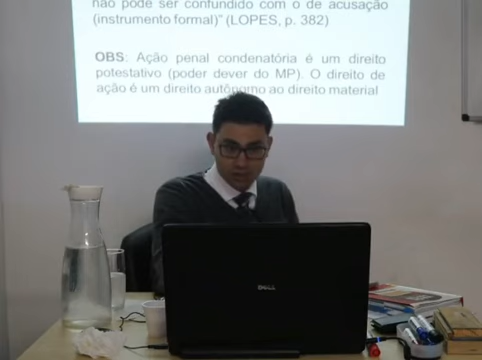 não pode ser confundido com o de acusação
(instrumento formal)" (LOPES, p. 382)
OBS: Ação penal condenatória é um direito
potestativo (poder dever do MP). O direito de
ação é um direito autônomo ao direito material
DELL